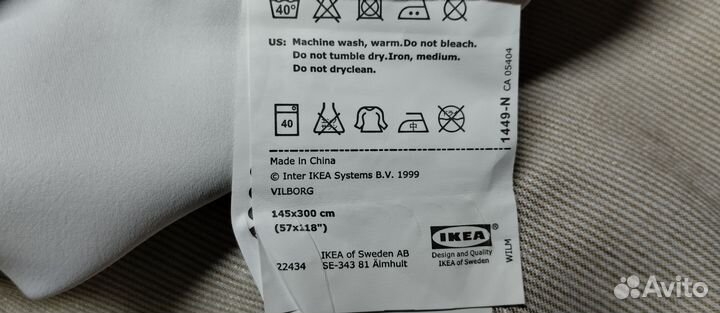 40°
US: Machine wash, warm.Do not bleach.
Do not tumble dry.Iron, medium.
Do not dryclean.
40
中
Made in China
© Inter IKEA Systems B.V. 1999
VILBORG
145x300 cm
(57x118")
22434
IKEA of Sweden AB
SE-343 81 Älmhult
IKEA®
Design and Quality
IKEA of Sweden
1449-N CA 05404
WILM
Avito